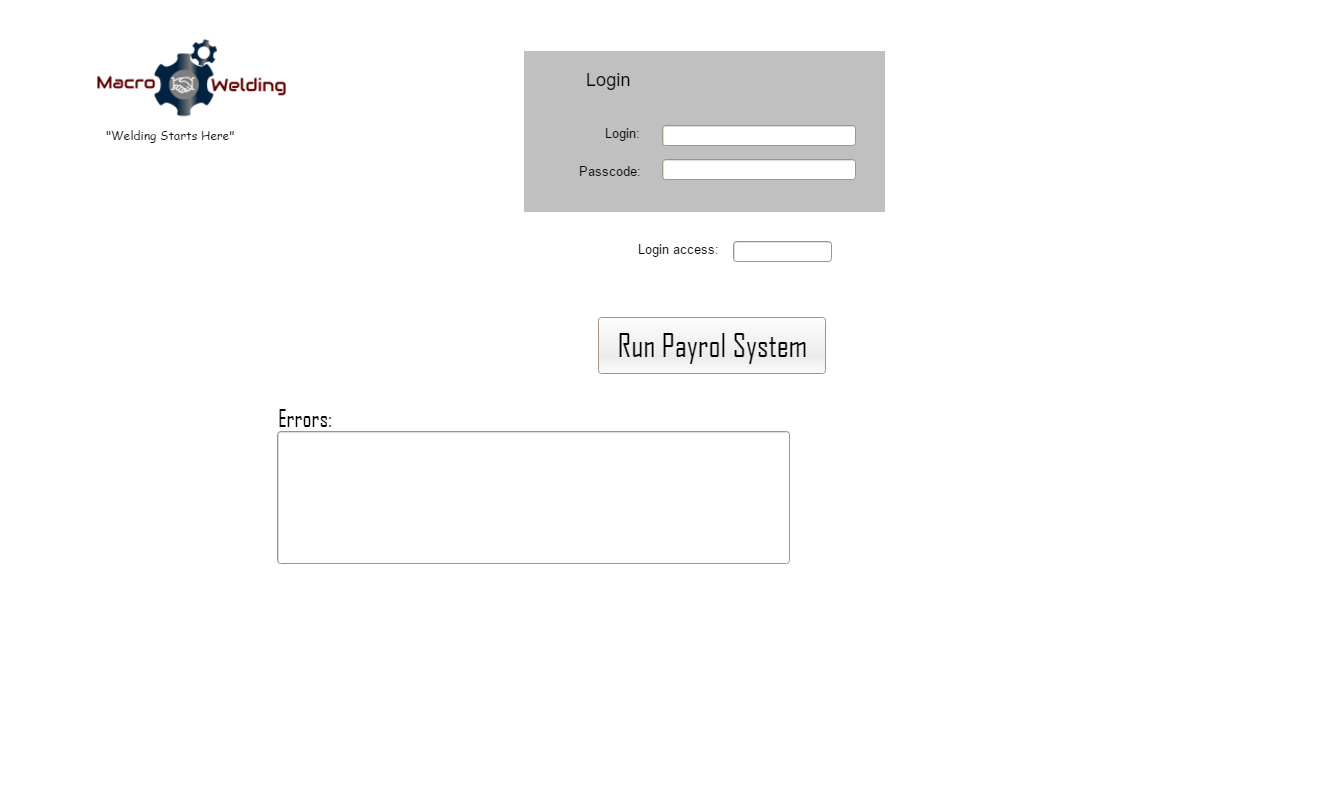 Macro Welding
"Welding Starts Here"
Login
Login:
Passcode:
Login access:
Run Payrol System
Errors: